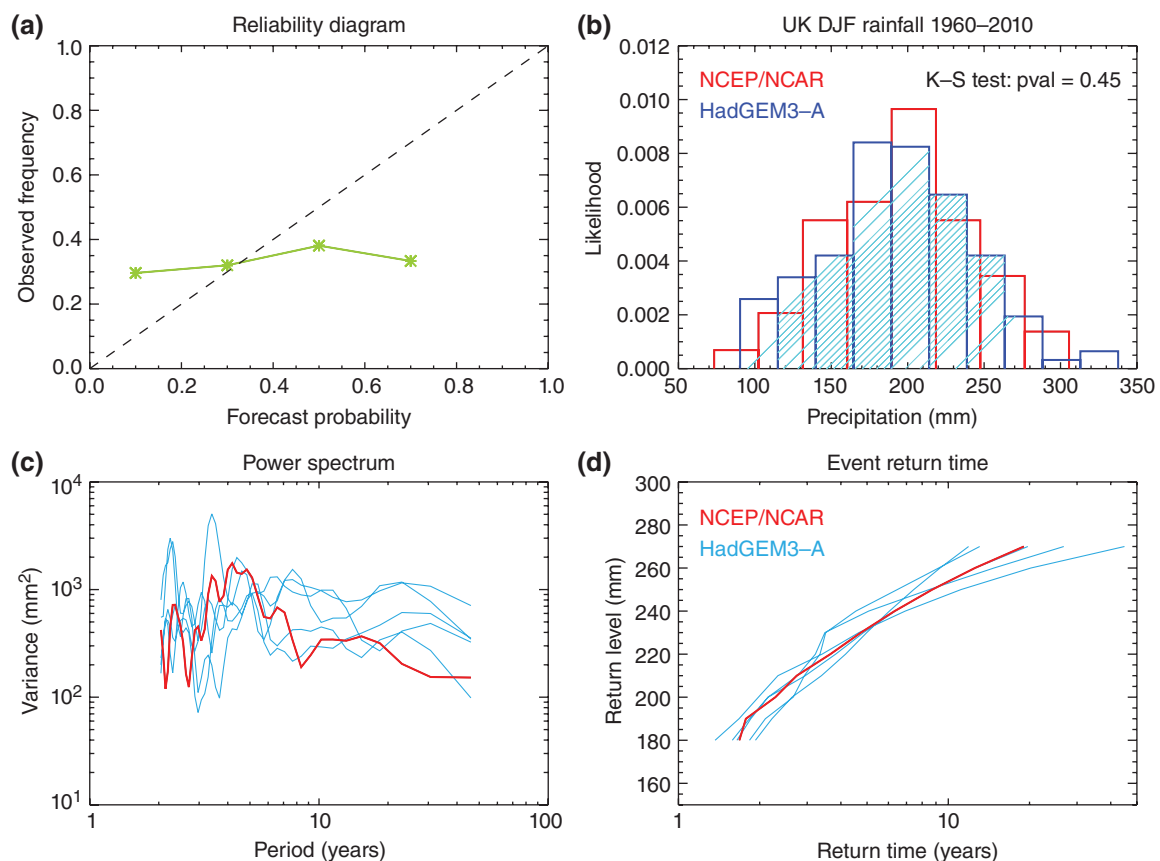 (a)
Reliability diagram
1.0
0.8
0.6
0.4
0.2
0.0
Observed frequency
0.0 0.2 0.4 0.6 0.8 1.0
Forecast probability
(b)
UK DJF rainfall 1960–2010
0.012
0.010
0.008
0.006
0.004
0.002
0.000
Likelihood
NCEP/NCAR
HadGEM3–A
K–S test: pval = 0.45
50 100 150 200 250 300 350
Precipitation (mm)
(c)
Power spectrum
10⁴
10³
10²
10¹
Variance (mm²)
1 10 100
Period (years)
(d)
Event return time
300
280
260
240
220
200
180
160
Return level (mm)
NCEP/NCAR
HadGEM3–A
1 10
Return time (years)